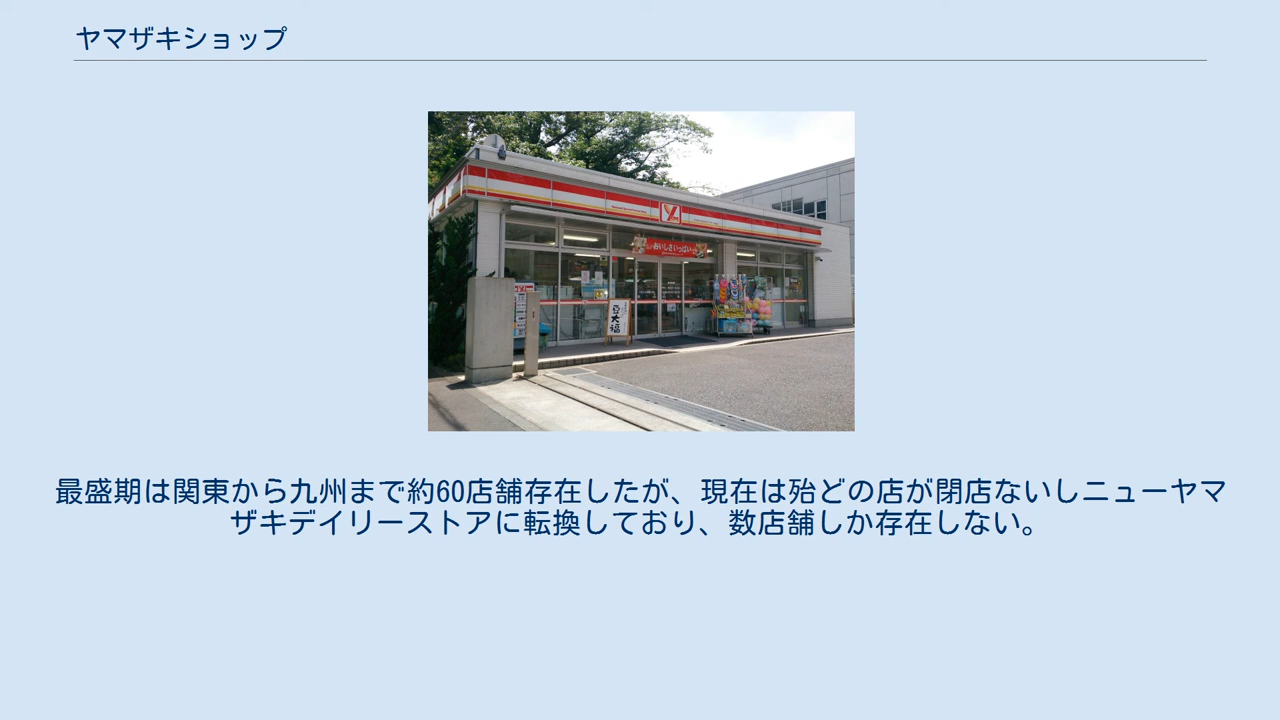 ヤマザキショップ
おいしさいっぱい
豆大福
最盛期は関東から九州まで約60店舗存在したが、現在は殆どの店が閉店ないしニューヤマ
ザキデイリーストアに転換しており、数店舗しか存在しない。